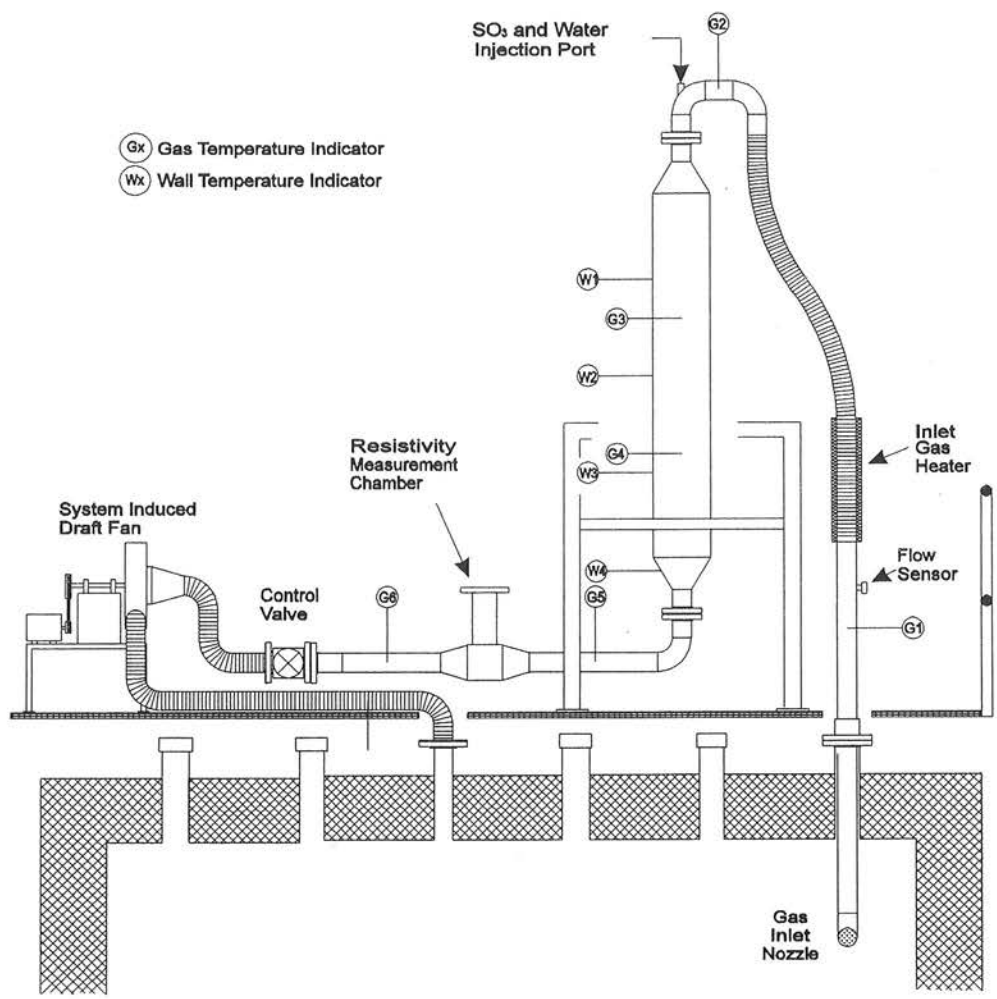 G2
SO₃ and Water
Injection Port
Gx Gas Temperature Indicator
Wx Wall Temperature Indicator
W1
G3
W2
G4
W3
Resistivity
Measurement
Chamber
Inlet
Gas
Heater
System Induced
Draft Fan
Flow
Sensor
Control
Valve
W4
G6
G5
G1
Gas
Inlet
Nozzle